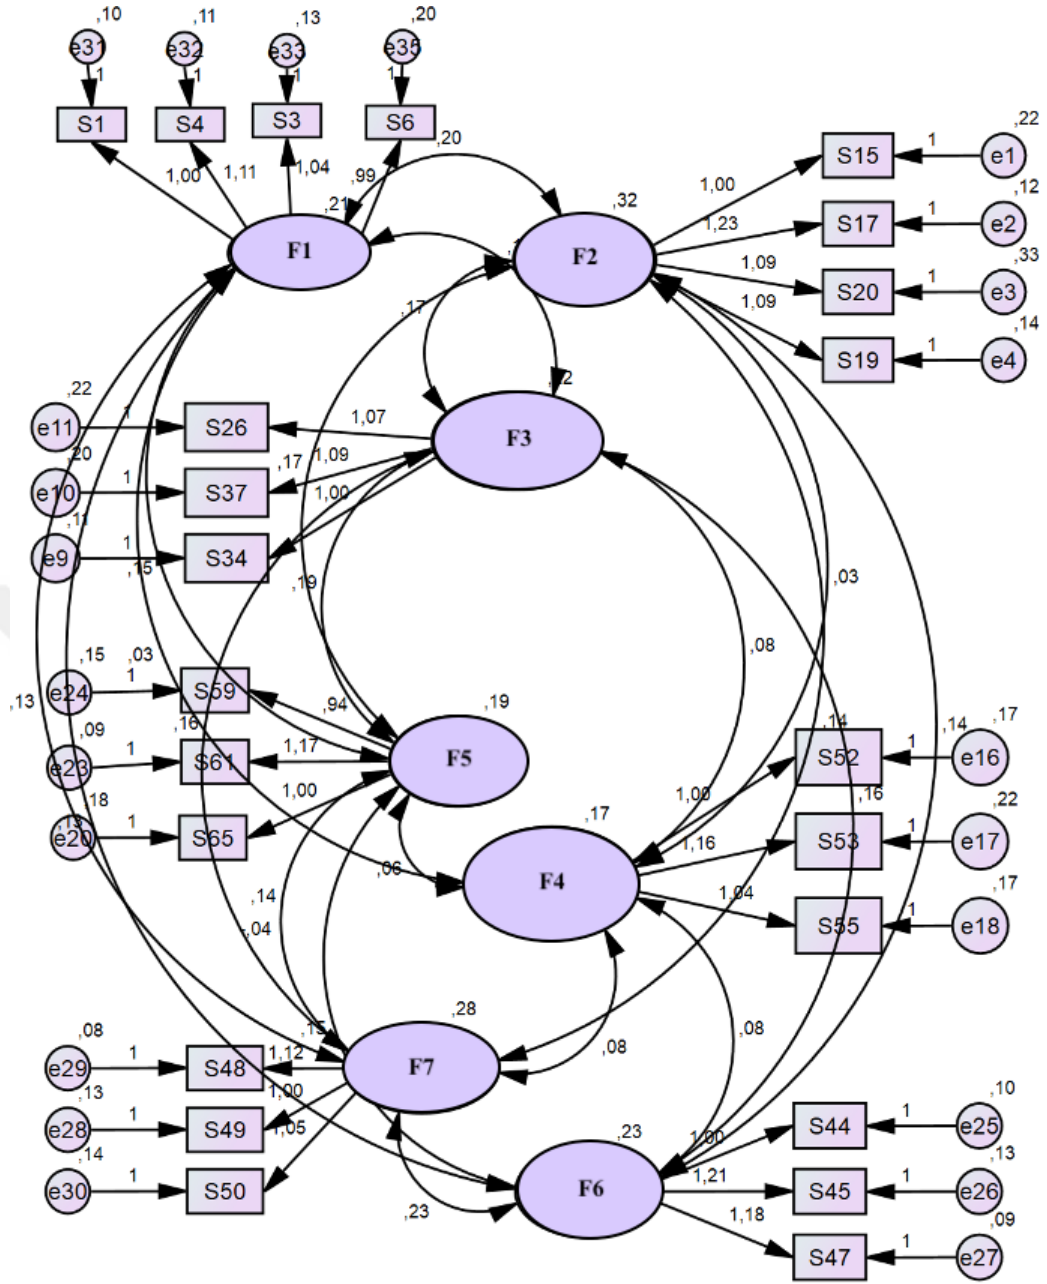 ,10 ,11 ,13 ,20
e31 e32 e33 e35
1 1 1 1
S1 S4 S3 S6
1,00 1,11 1,04 ,99 ,20
,21 F1
,32 F2
1,00 S15 1 e1 ,22
1,23 S17 1 e2 ,12
1,09 S20 1 e3 ,33
1,09 S19 1 e4 ,14
,17
F3
,22 e11 1 S26 1,07
,20 e10 1 S37 ,17 1,09
,11 e9 1 S34 1,00
,15 ,19 ,03
,08
,15 e24 ,03 1 S59 ,94
,13
,09 e23 1 ,16 S61 1,17
,18 ,13 e20 1 S65 1,00
,19 F5
,17 F4
,06
1,00 ,14 S52 1 ,14 e16 ,17
1,16 S53 ,16 1 e17 ,22
1,04 S55 1 e18 ,17
,14
,04
,15
,28 F7
,08 ,08
,08 e29 1 S48 1,12
,13 e28 1 S49 1,00
,14 e30 1 S50 1,05
,23
,23 F6
1,00 S44 1 e25 ,10
1,21 S45 1 e26 ,13
1,18 S47 1 e27 ,09